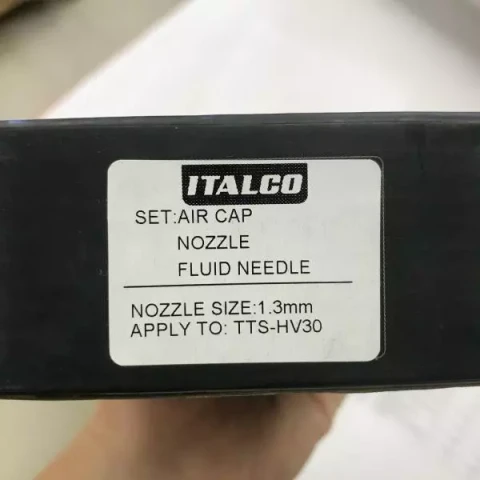 ITALCO
SET:AIR CAP
NOZZLE
FLUID NEEDLE
NOZZLE SIZE:1.3mm
APPLY TO: TTS-HV30